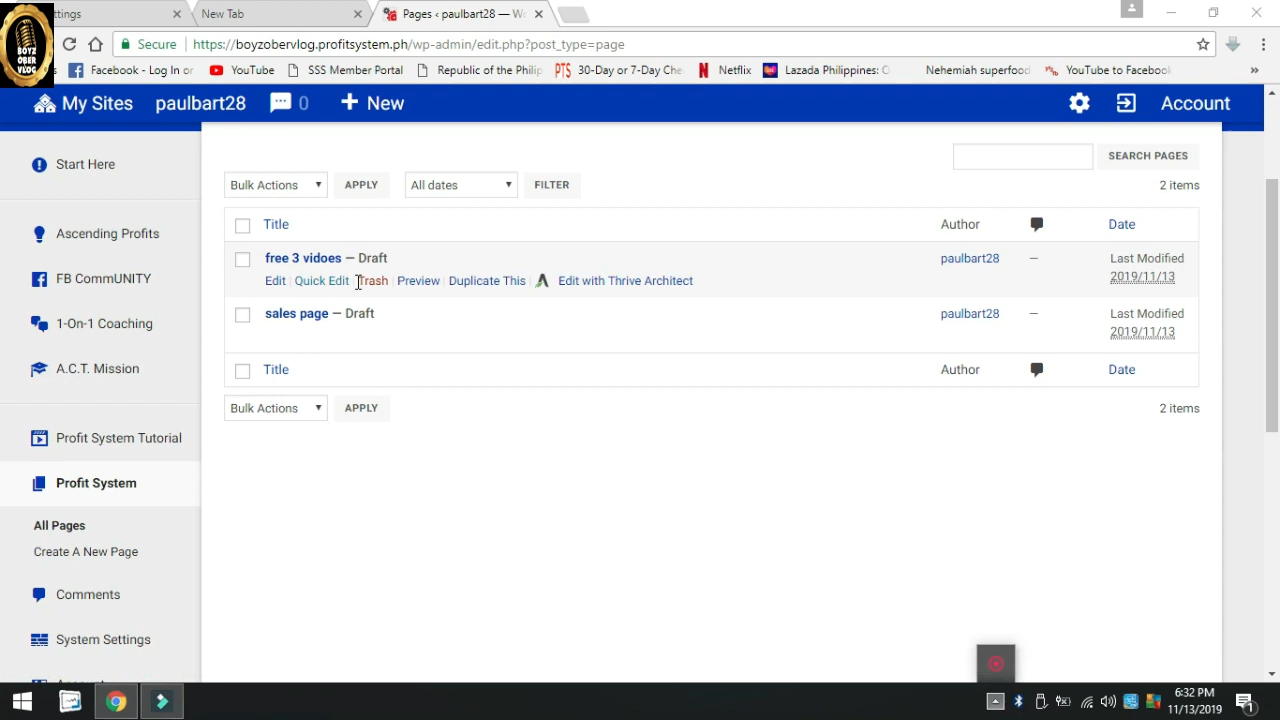 ttings
New Tab
Pages ‹ paulbart28 — Wo
BOYZ
OBER
VLOG
Secure
https://boyzobervlog.profitsystem.ph/wp-admin/edit.php?post_type=page
Facebook - Log In or
YouTube
SSS Member Portal
Republic of the Philip
PTS 30-Day or 7-Day Che
Netflix
Lazada Philippines: O
Nehemiah superfood
YouTube to Facebook
My Sites
paulbart28
0
+ New
Account
Start Here
Ascending Profits
FB CommUNITY
1-On-1 Coaching
A.C.T. Mission
Profit System Tutorial
Profit System
All Pages
Create A New Page
Comments
System Settings
SEARCH PAGES
Bulk Actions
APPLY
All dates
FILTER
2 items
Title
Author
Date
free 3 vidoes — Draft
paulbart28
—
Last Modified
2019/11/13
Edit | Quick Edit | Trash | Preview | Duplicate This | Edit with Thrive Architect
sales page — Draft
paulbart28
—
Last Modified
2019/11/13
Title
Author
Date
Bulk Actions
APPLY
2 items
6:32 PM
11/13/2019
1